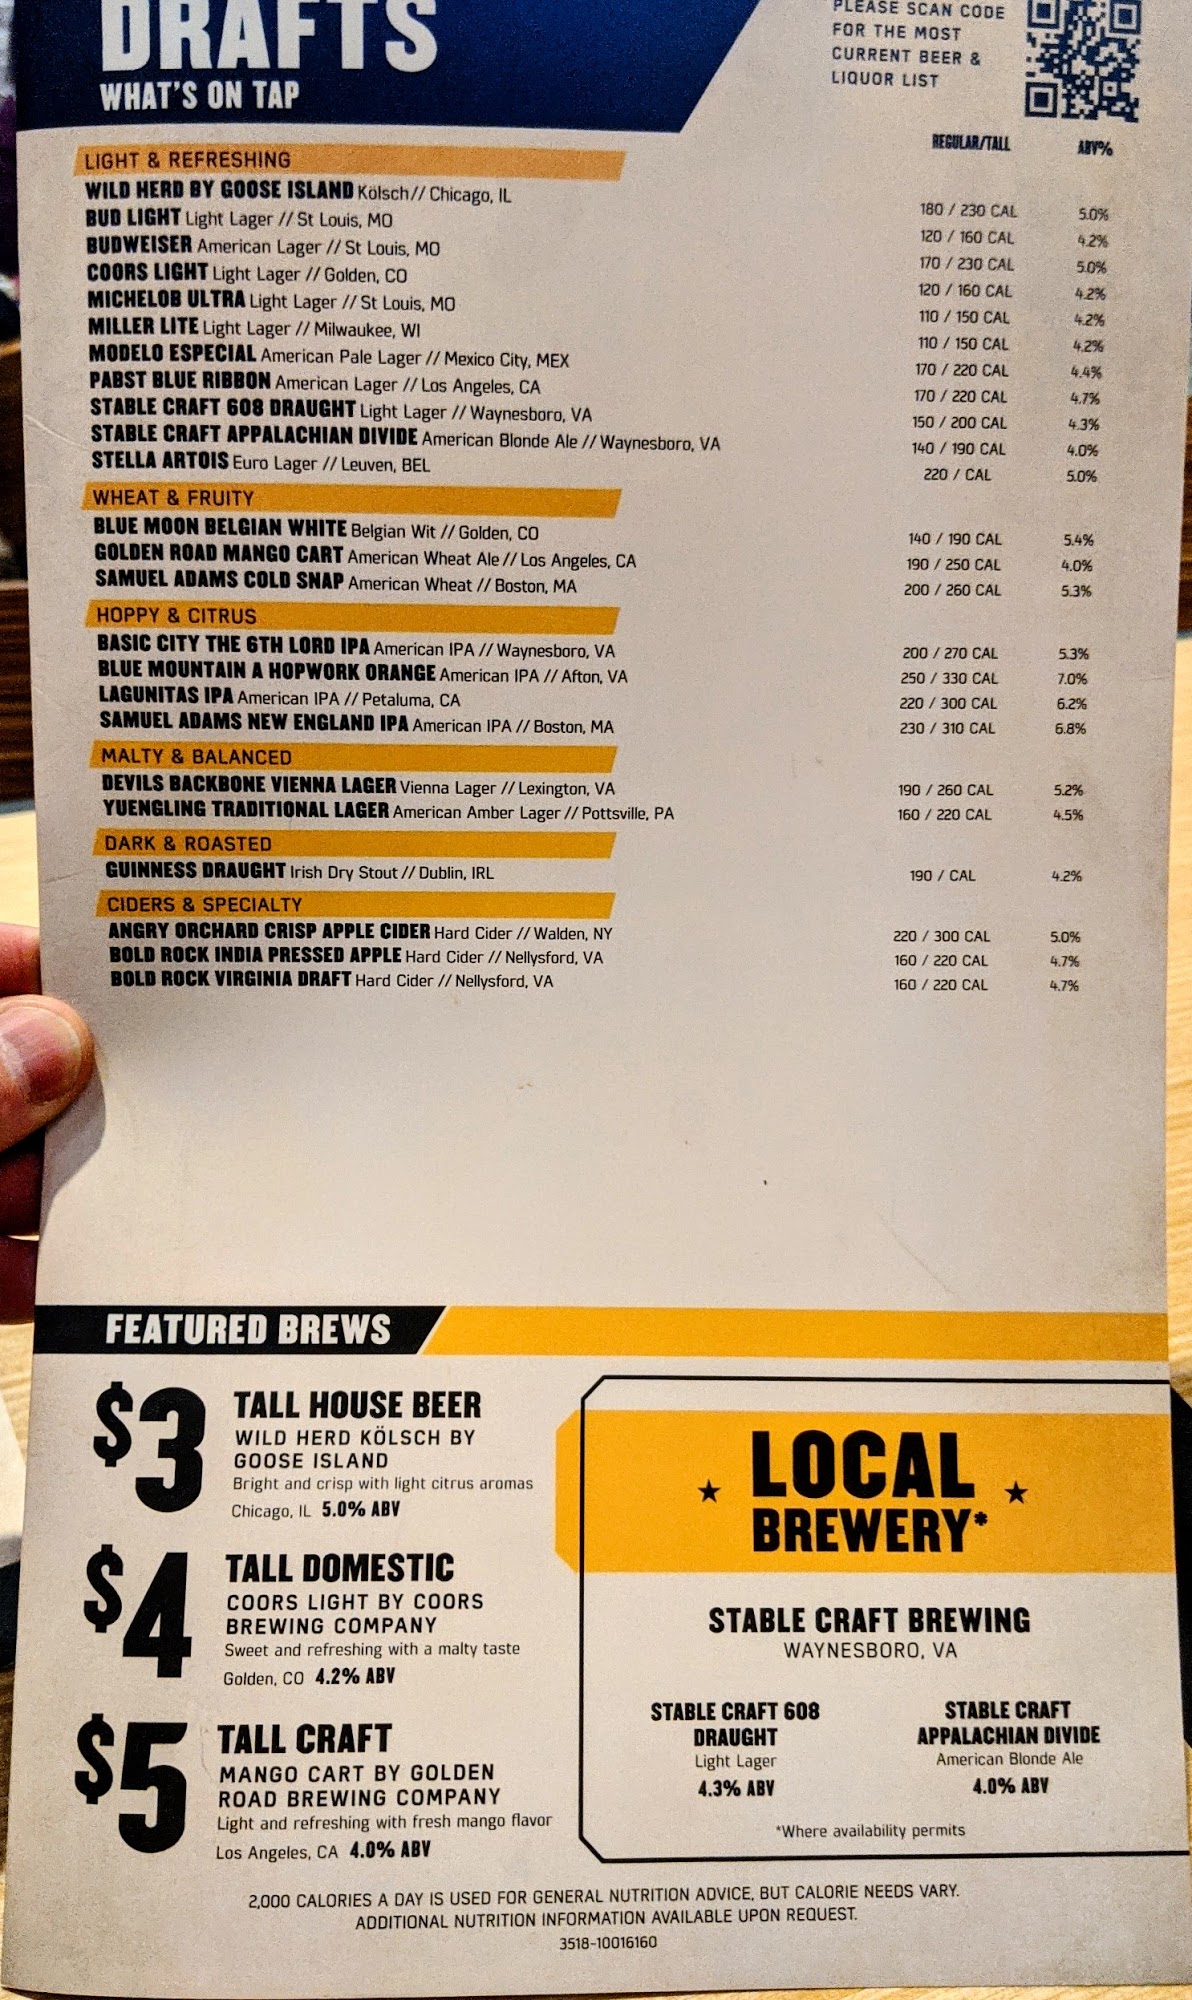 DRAFTS
WHAT'S ON TAP
PLEASE SCAN CODE
FOR THE MOST
CURRENT BEER &
LIQUOR LIST
REGULAR/TALL ABV%
LIGHT & REFRESHING
WILD HERD BY GOOSE ISLAND Kölsch // Chicago, IL 180 / 230 CAL 5.0%
BUD LIGHT Light Lager // St Louis, MO 120 / 160 CAL 4.2%
BUDWEISER American Lager // St Louis, MO 170 / 230 CAL 5.0%
COORS LIGHT Light Lager // Golden, CO 120 / 160 CAL 4.2%
MICHELOB ULTRA Light Lager // St Louis, MO 110 / 150 CAL 4.2%
MILLER LITE Light Lager // Milwaukee, WI 110 / 150 CAL 4.2%
MODELO ESPECIAL American Pale Lager // Mexico City, MEX 170 / 220 CAL 4.4%
PABST BLUE RIBBON American Lager // Los Angeles, CA 170 / 220 CAL 4.7%
STABLE CRAFT 608 DRAUGHT Light Lager // Waynesboro, VA 150 / 200 CAL 4.3%
STABLE CRAFT APPALACHIAN DIVIDE American Blonde Ale // Waynesboro, VA 140 / 190 CAL 4.0%
STELLA ARTOIS Euro Lager // Leuven, BEL 220 / CAL 5.0%
WHEAT & FRUITY
BLUE MOON BELGIAN WHITE Belgian Wit // Golden, CO 140 / 190 CAL 5.4%
GOLDEN ROAD MANGO CART American Wheat Ale // Los Angeles, CA 190 / 250 CAL 4.0%
SAMUEL ADAMS COLD SNAP American Wheat // Boston, MA 200 / 260 CAL 5.3%
HOPPY & CITRUS
BASIC CITY THE 6TH LORD IPA American IPA // Waynesboro, VA 200 / 270 CAL 5.3%
BLUE MOUNTAIN A HOPWORK ORANGE American IPA // Afton, VA 250 / 330 CAL 7.0%
LAGUNITAS IPA American IPA // Petaluma, CA 220 / 300 CAL 6.2%
SAMUEL ADAMS NEW ENGLAND IPA American IPA // Boston, MA 230 / 310 CAL 6.8%
MALTY & BALANCED
DEVILS BACKBONE VIENNA LAGER Vienna Lager // Lexington, VA 190 / 260 CAL 5.2%
YUENGLING TRADITIONAL LAGER American Amber Lager // Pottsville, PA 160 / 220 CAL 4.5%
DARK & ROASTED
GUINNESS DRAUGHT Irish Dry Stout // Dublin, IRL 190 / CAL 4.2%
CIDERS & SPECIALTY
ANGRY ORCHARD CRISP APPLE CIDER Hard Cider // Walden, NY 220 / 300 CAL 5.0%
BOLD ROCK INDIA PRESSED APPLE Hard Cider // Nellysford, VA 160 / 220 CAL 4.7%
BOLD ROCK VIRGINIA DRAFT Hard Cider // Nellysford, VA 160 / 220 CAL 4.7%
FEATURED BREWS
$3 TALL HOUSE BEER
WILD HERD KÖLSCH BY
GOOSE ISLAND
Bright and crisp with light citrus aromas
Chicago, IL 5.0% ABV
$4 TALL DOMESTIC
COORS LIGHT BY COORS
BREWING COMPANY
Sweet and refreshing with a malty taste
Golden, CO 4.2% ABV
$5 TALL CRAFT
MANGO CART BY GOLDEN
ROAD BREWING COMPANY
Light and refreshing with fresh mango flavor
Los Angeles, CA 4.0% ABV
LOCAL
BREWERY*
STABLE CRAFT BREWING
WAYNESBORO, VA
STABLE CRAFT 608
DRAUGHT
Light Lager
4.3% ABV
STABLE CRAFT
APPALACHIAN DIVIDE
American Blonde Ale
4.0% ABV
*Where availability permits
2,000 CALORIES A DAY IS USED FOR GENERAL NUTRITION ADVICE, BUT CALORIE NEEDS VARY.
ADDITIONAL NUTRITION INFORMATION AVAILABLE UPON REQUEST.
3518-10016160